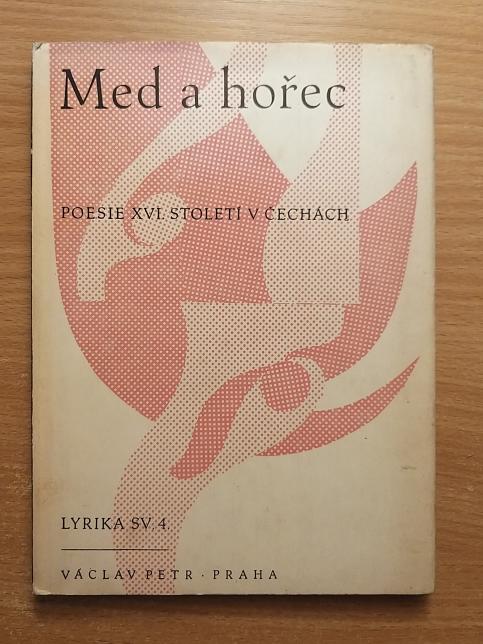 Med a hořec
POESIE XVI. STOLETÍ V ČECHÁCH
LYRIKA SV. 4.
VÁCLAV PETR · PRAHA